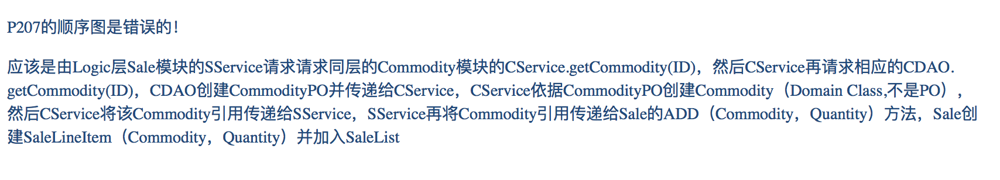 P207的顺序图是错误的！
应该是由Logic层Sale模块的SService请求请求同层的Commodity模块的CService.getCommodity(ID)，然后CService再请求相应的CDAO.
getCommodity(ID)，CDAO创建CommodityPO并传递给CService，CService依据CommodityPO创建Commodity（Domain Class,不是PO），
然后CService将该Commodity引用传递给SService，SService再将Commodity引用传递给Sale的ADD（Commodity，Quantity）方法，Sale创
建SaleLineItem（Commodity，Quantity）并加入SaleList